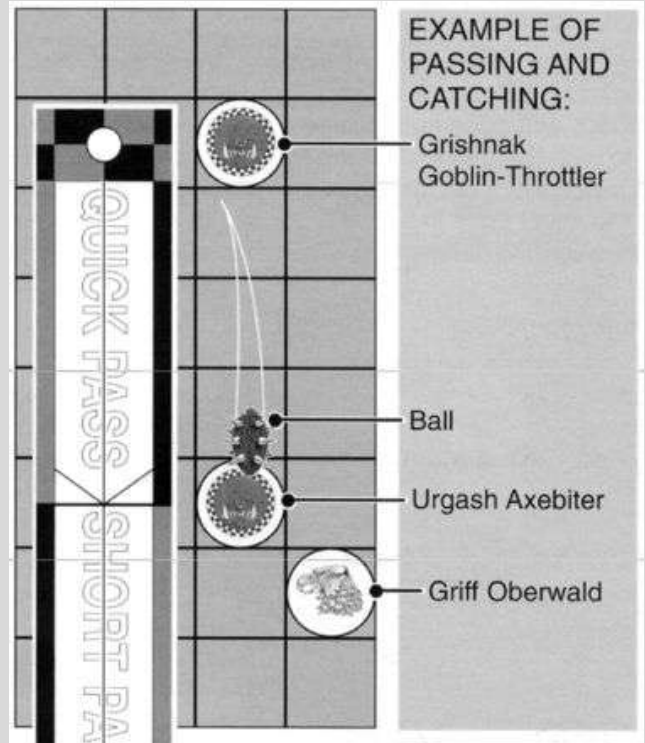 EXAMPLE OF
PASSING AND
CATCHING:
Grishnak
Goblin-Throttler
QUICK PASS
Ball
Urgash Axebiter
SHORT PA
Griff Oberwald